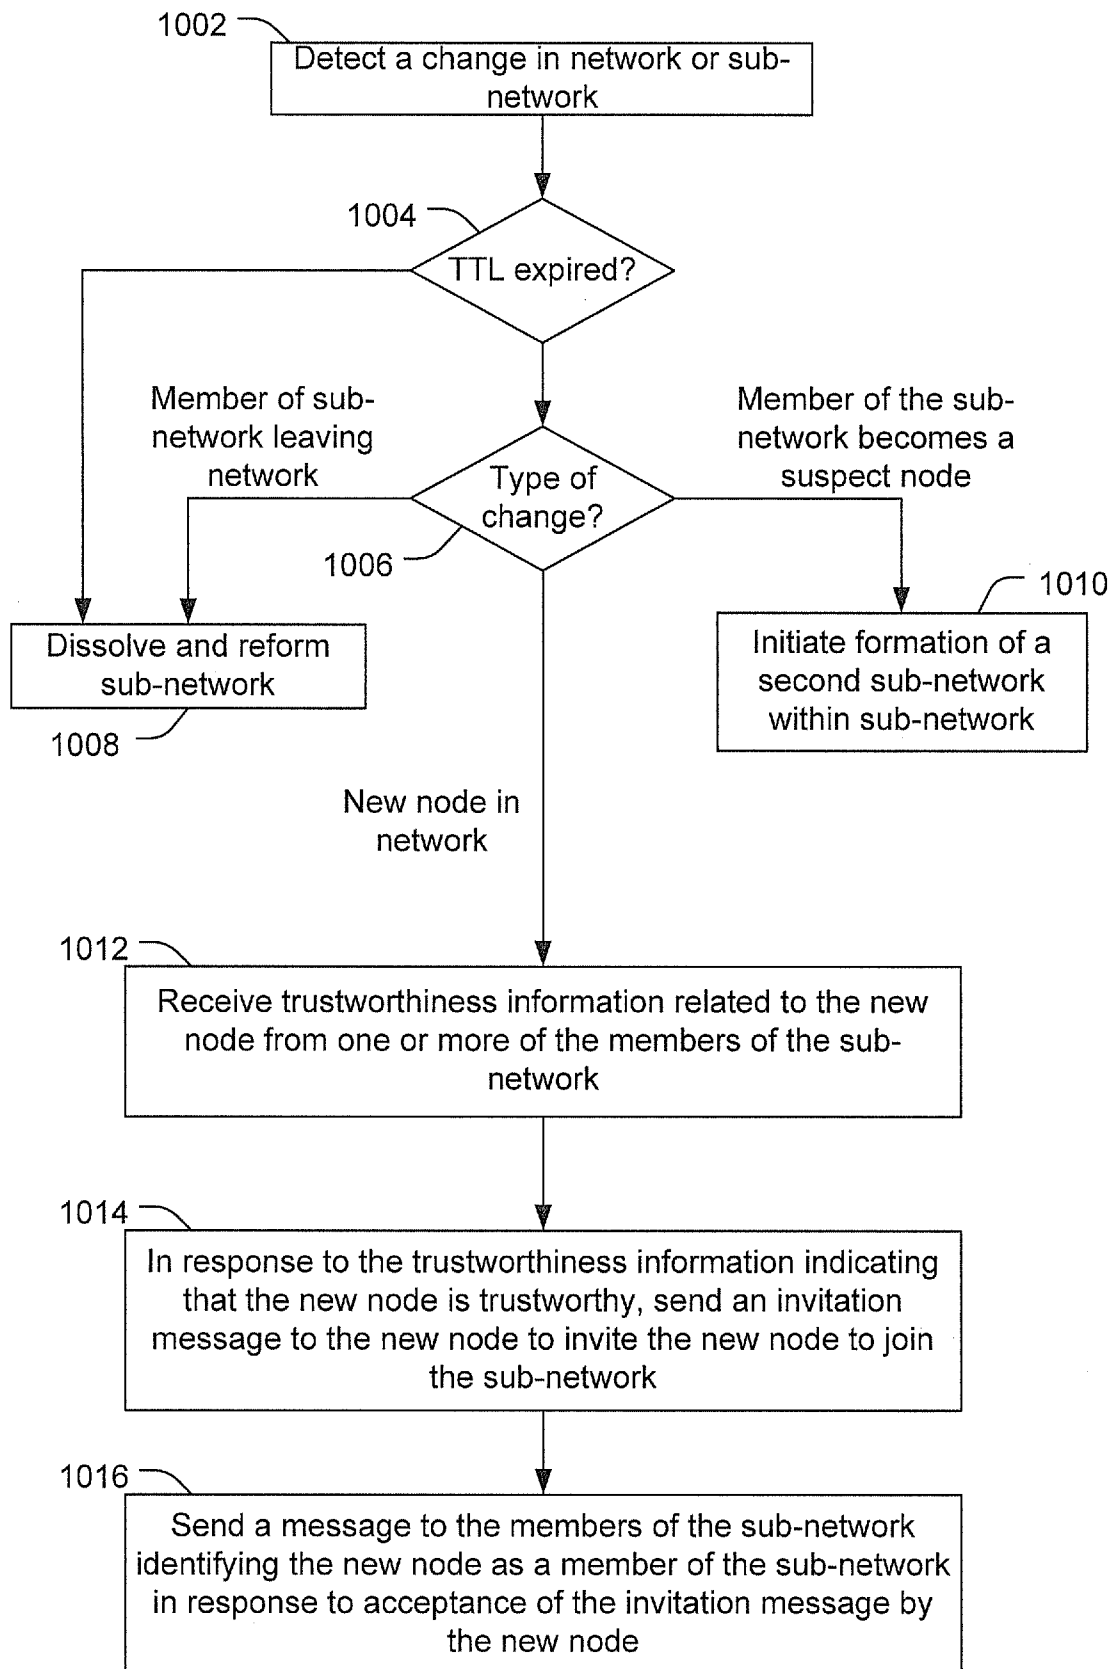 1002
Detect a change in network or sub-
network
1004
TTL expired?
Member of sub-
network leaving
network
Member of the sub-
network becomes a
suspect node
Type of
change?
1006
1010
Dissolve and reform
sub-network
1008
Initiate formation of a
second sub-network
within sub-network
New node in
network
1012
Receive trustworthiness information related to the new
node from one or more of the members of the sub-
network
1014
In response to the trustworthiness information indicating
that the new node is trustworthy, send an invitation
message to the new node to invite the new node to join
the sub-network
1016
Send a message to the members of the sub-network
identifying the new node as a member of the sub-network
in response to acceptance of the invitation message by
the new node